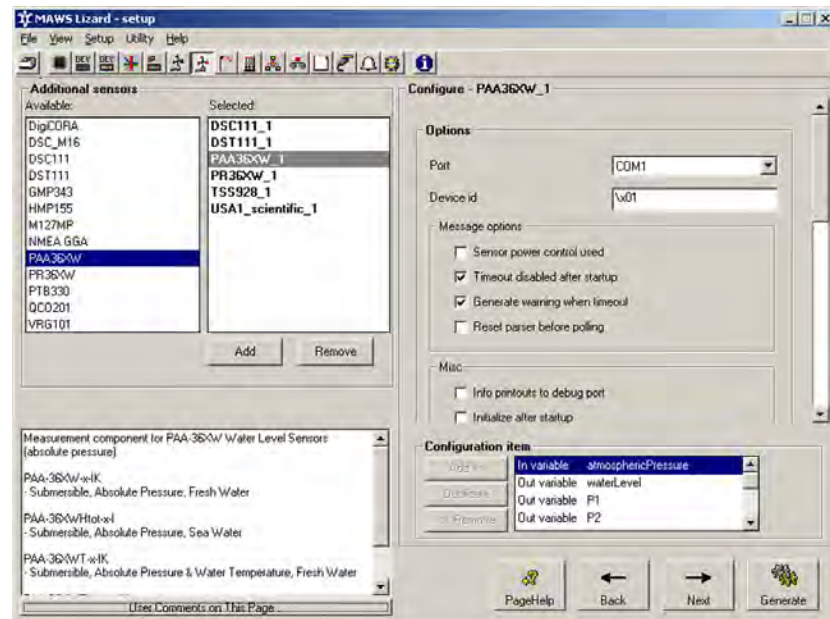 MAWS Lizard - setup
File View Setup Utility Help
DEV DEV
Additional sensors
Available:
Selected:
DigiCORA
DSC_M16
DSC111
DST111
GMP343
HMP155
M127MP
NMEA GGA
PAA36XW
PR36XW
PTB330
QCO201
VRG101
DSC111_1
DST111_1
PAA36XW_1
PR36XW_1
TSS928_1
USA1_scientific_1
Add
Remove
Measurement component for PAA-36XW Water Level Sensors
(absolute pressure)
PAA-36XW-x-IK
- Submersible, Absolute Pressure, Fresh Water
PAA-36XWHtot-x-I
- Submersible, Absolute Pressure, Sea Water
PAA-36XWT-x-IK
- Submersible, Absolute Pressure & Water Temperature, Fresh Water
User Comments on This Page
Configure - PAA36XW_1
Options
Port
COM1
Device id
\x01
Message options
Sensor power control used
Timeout disabled after startup
Generate warning when timeout
Reset parser before polling
Misc
Info printouts to debug port
Initialize after startup
Configuration item
Duplicate
Remove
In variable atmosphericPressure
Out variable waterLevel
Out variable P1
Out variable P2
PageHelp
Back
Next
Generate